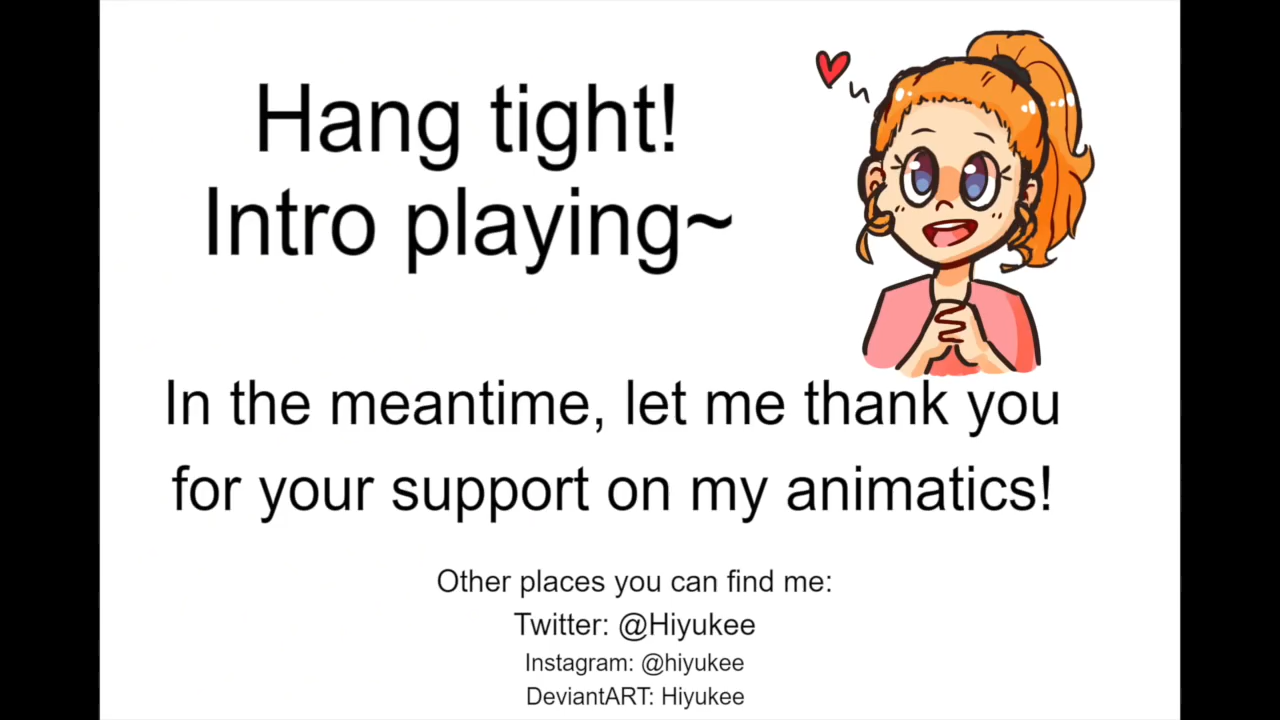 Hang tight!
Intro playing~
In the meantime, let me thank you
for your support on my animatics!
Other places you can find me:
Twitter: @Hiyukee
Instagram: @hiyukee
DeviantART: Hiyukee